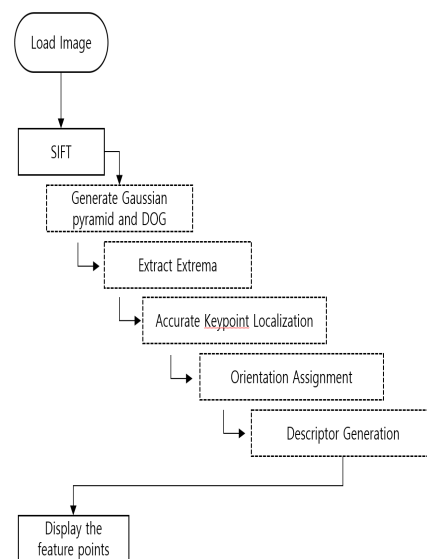 Load Image
SIFT
Generate Gaussian
pyramid and DOG
Extract Extrema
Accurate Keypoint Localization
Orientation Assignment
Descriptor Generation
Display the
feature points